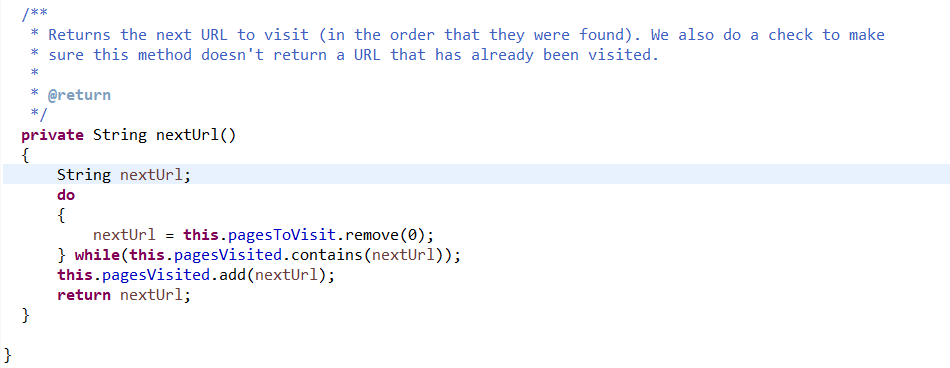 /**
 * Returns the next URL to visit (in the order that they were found). We also do a check to make
 * sure this method doesn't return a URL that has already been visited.
 *
 * @return
 */
private String nextUrl()
{
    String nextUrl;
    do
    {
        nextUrl = this.pagesToVisit.remove(0);
    } while(this.pagesVisited.contains(nextUrl));
    this.pagesVisited.add(nextUrl);
    return nextUrl;
}
}